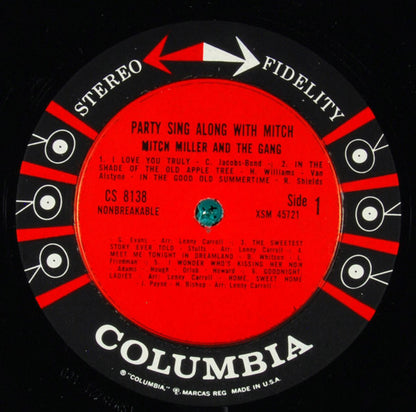 STEREO FIDELITY
PARTY SING ALONG WITH MITCH
MITCH MILLER AND THE GANG
1. I LOVE YOU TRULY - C. Jacobs-Bond - 2. IN THE
SHADE OF THE OLD APPLE TREE - H. Williams - Van
Alstyne - IN THE GOOD OLD SUMMERTIME - R. Shields
CS 8138
NONBREAKABLE
Side 1
XSM 45721
G. Evans Arr: Lenny Carroll - 3. THE SWEETEST
STORY EVER TOLD - Stults - Arr: Lenny Carroll - 4.
MEET ME TONIGHT IN DREAMLAND - B. Whitson - L.
Friedman - 5. I WONDER WHO'S KISSING HER NOW
Adams Hough Orlob Howard - 6. GOODNIGHT
LADIES - Arr: Lenny Carroll - HOME, SWEET HOME
J. Payne - H. Bishop - Arr: Lenny Carroll
COLUMBIA
® "COLUMBIA," ⓟ. MARCAS REG. MADE IN U.S.A.